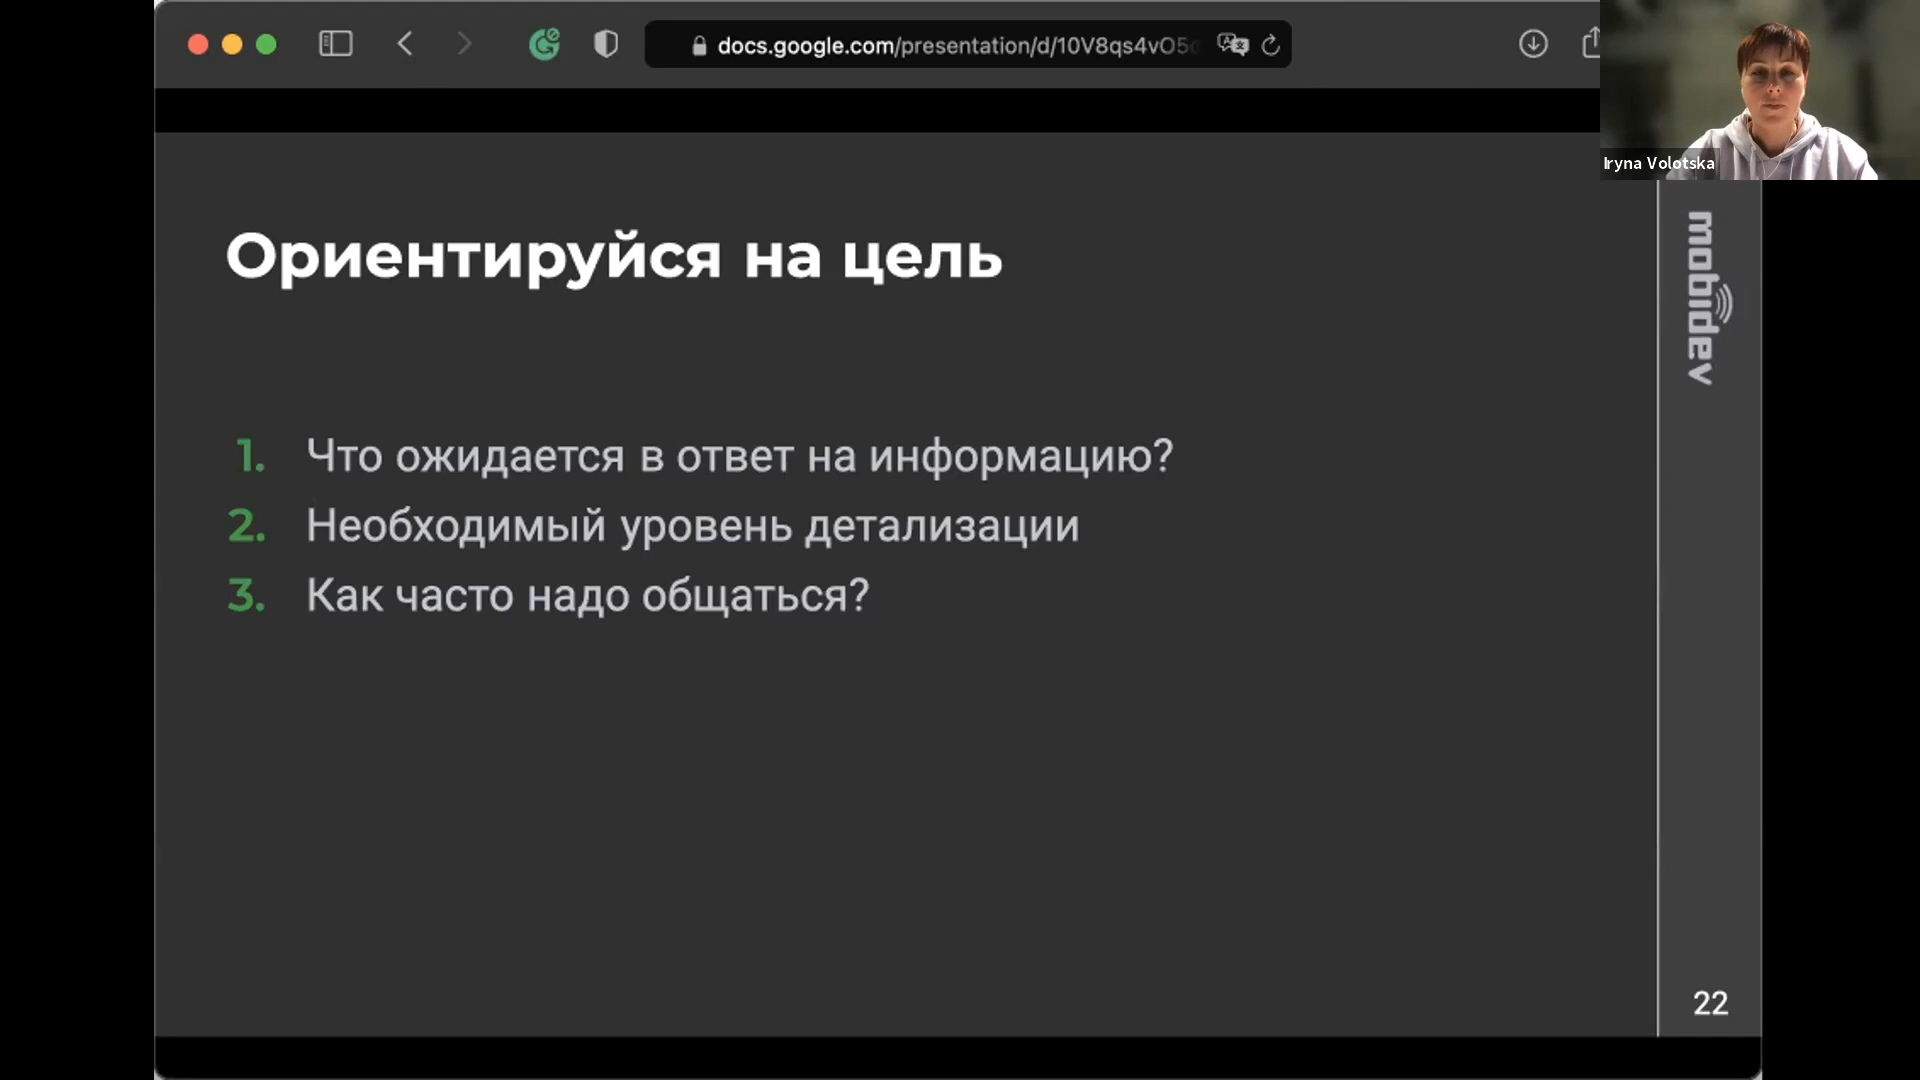 docs.google.com/presentation/d/10V8qs4vO5
Iryna Volotska
mobidev
Ориентируйся на цель
1. Что ожидается в ответ на информацию?
2. Необходимый уровень детализации
3. Как часто надо общаться?
22